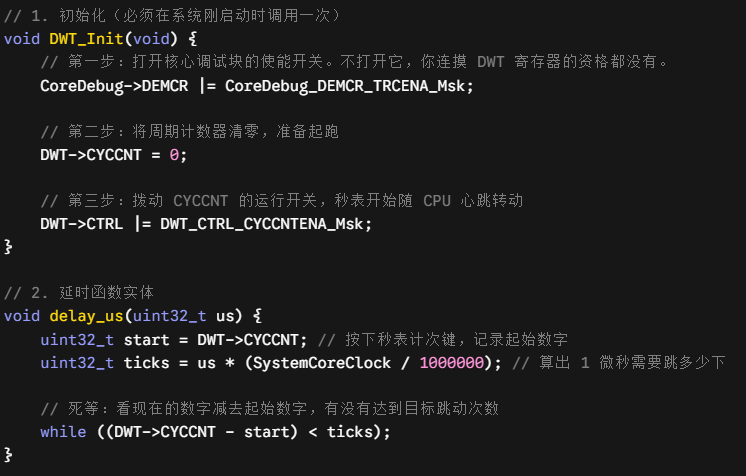 // 1. 初始化（必须在系统刚启动时调用一次）
void DWT_Init(void) {
    // 第一步：打开核心调试块的使能开关。不打开它，你连摸 DWT 寄存器的资格都没有。
    CoreDebug->DEMCR |= CoreDebug_DEMCR_TRCENA_Msk;

    // 第二步：将周期计数器清零，准备起跑
    DWT->CYCCNT = 0;

    // 第三步：拨动 CYCCNT 的运行开关，秒表开始随 CPU 心跳转动
    DWT->CTRL |= DWT_CTRL_CYCCNTENA_Msk;
}

// 2. 延时函数实体
void delay_us(uint32_t us) {
    uint32_t start = DWT->CYCCNT; // 按下秒表计次键，记录起始数字
    uint32_t ticks = us * (SystemCoreClock / 1000000); // 算出 1 微秒需要跳多少下

    // 死等：看现在的数字减去起始数字，有没有达到目标跳动次数
    while ((DWT->CYCCNT - start) < ticks);
}